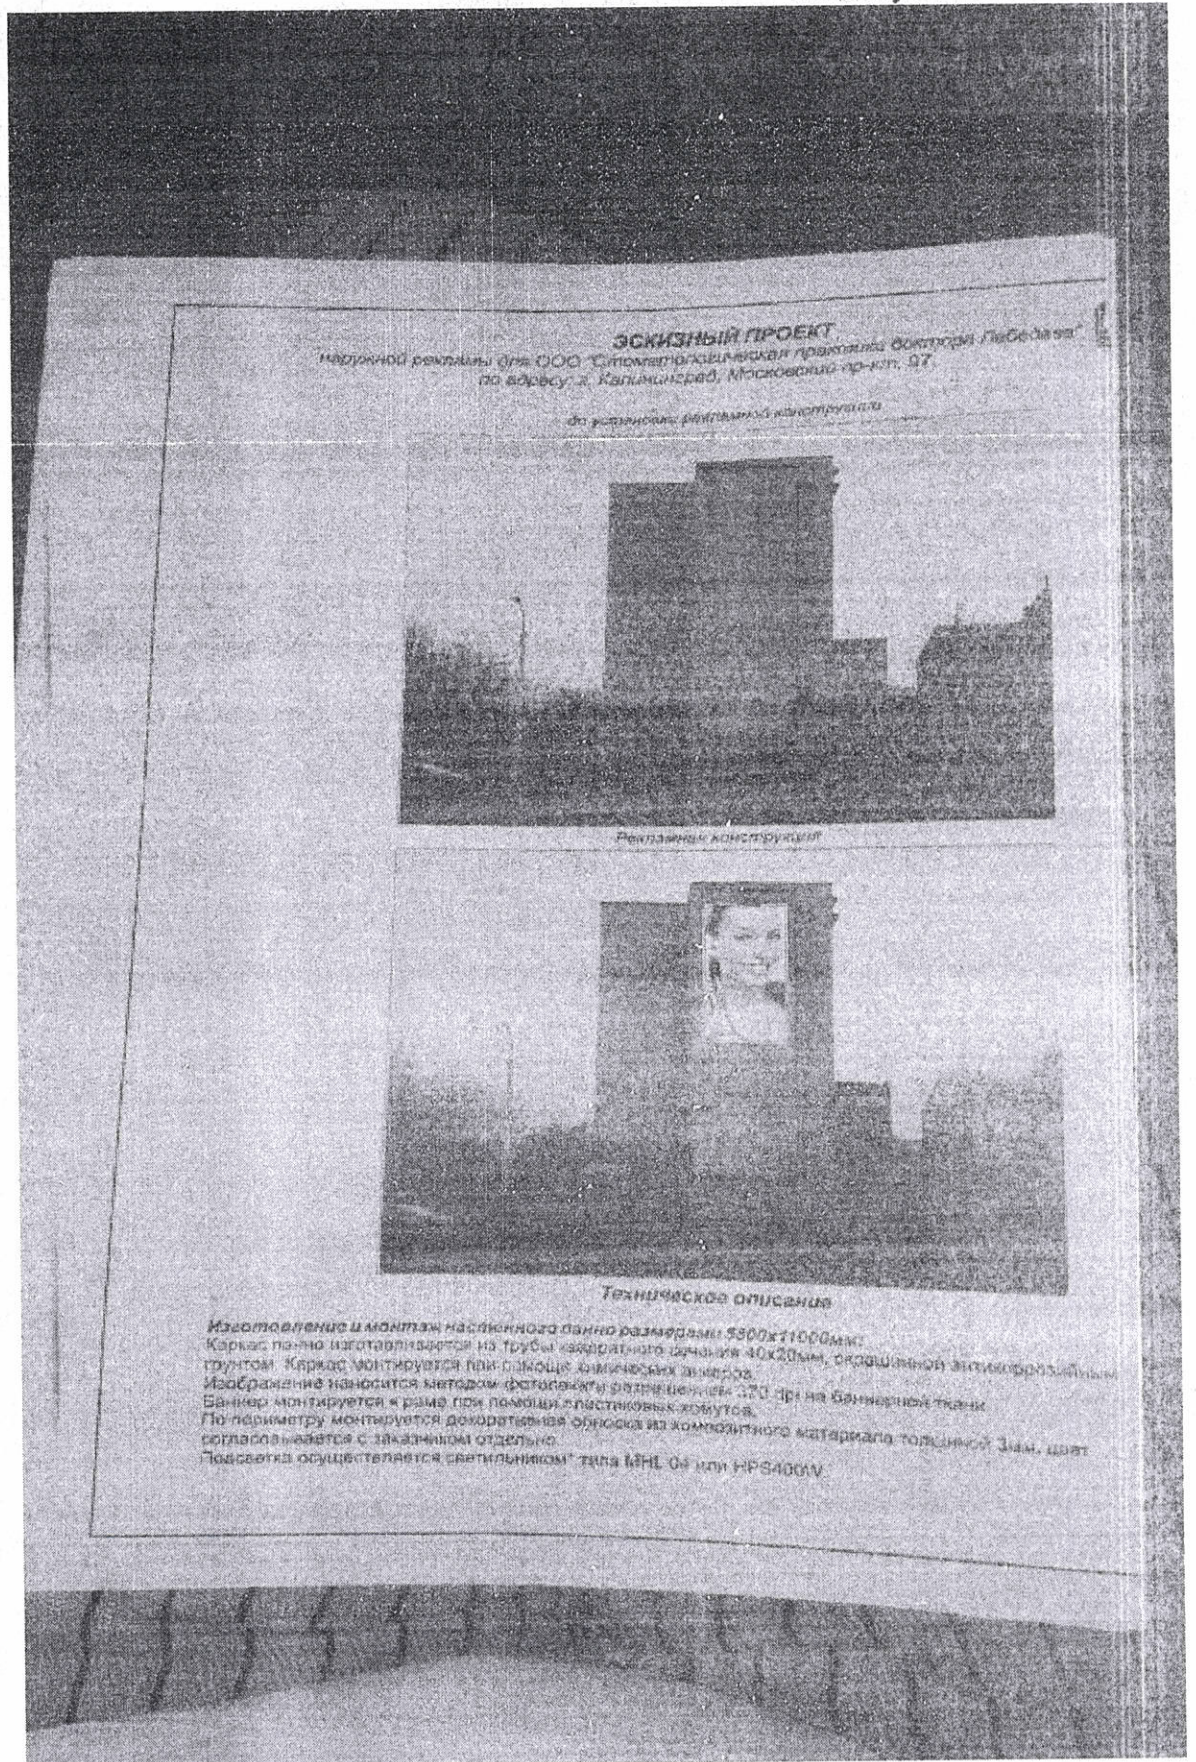 ЭСКИЗНЫЙ ПРОЕКТ
наружной рекламы для ООО "Стоматологическая практика доктора Лебедева",
по адресу: г. Калининград, Московский пр-кт, 97.
до установки рекламной конструкции
Рекламная конструкция
Техническое описание
Изготовление и монтаж настенного панно размерами 5800х11000мм:
Каркас панно изготавливается из трубы квадратного сечения 40х20мм, окрашенной антикоррозийным
грунтом. Каркас монтируется при помощи химических анкеров.
Изображение наносится методом фотопечати разрешением 370 dpi на баннерной ткани.
Баннер монтируется к раме при помощи пластиковых хомутов.
По периметру монтируется декоративная обноска из композитного материала толщиной 3мм, цвет
согласовывается с заказчиком отдельно.
Подсветка осуществляется светильником типа MHL 04 или HPS400W.